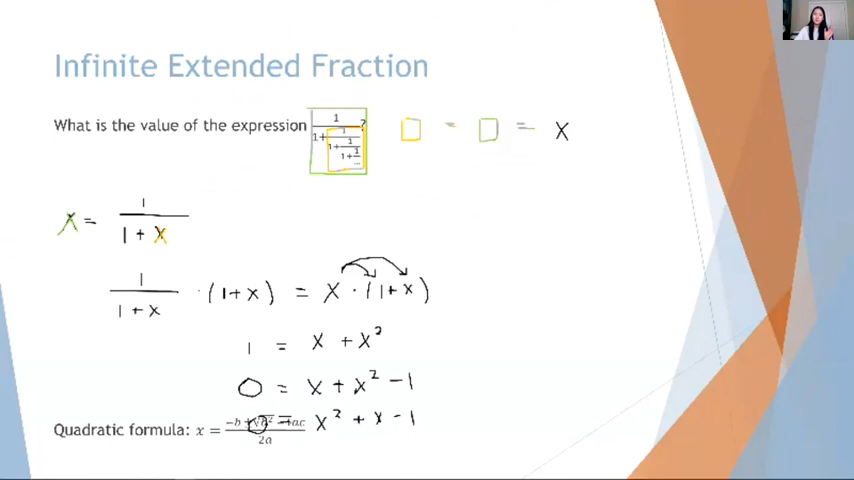 Infinite Extended Fraction
What is the value of the expression 1/(1+1/(1+1/(1+1/...)))? □ = □ = X
X = 1/(1 + X)
1/(1 + X) · (1+X) = X · (1+X)
1 = X + X²
0 = X + X² - 1
0 = X² + X - 1
Quadratic formula: x = (-b ± √b² - 4ac)/2a